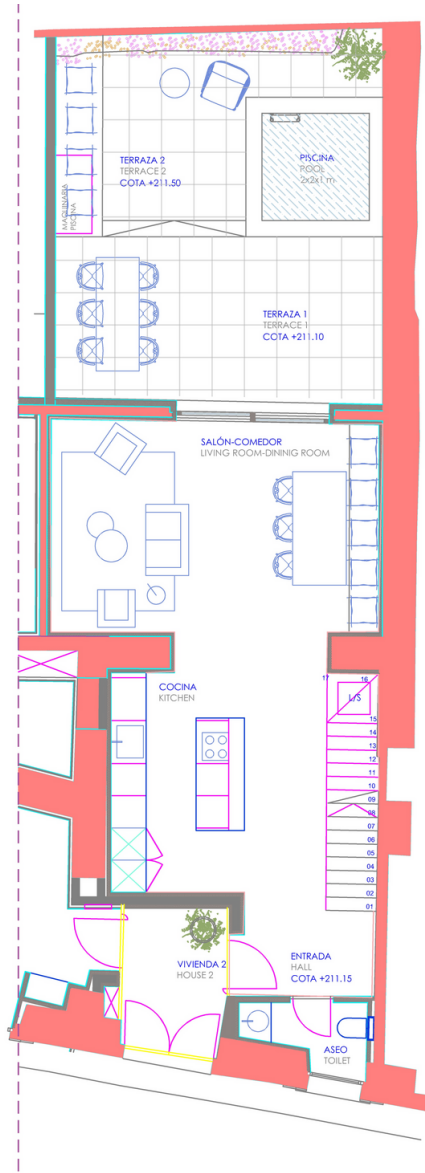 TERRAZA 2
TERRACE 2
COTA +211.50
PISCINA
POOL
2x2x1 m
MAQUINARIA
PISCINA
TERRAZA 1
TERRACE 1
COTA +211.10
SALÓN-COMEDOR
LIVING ROOM-DINING ROOM
COCINA
KITCHEN
17
16
L/S
15
14
13
12
11
10
09
08
07
06
05
04
03
02
01
VIVIENDA 2
HOUSE 2
ENTRADA
HALL
COTA +211.15
ASEO
TOILET